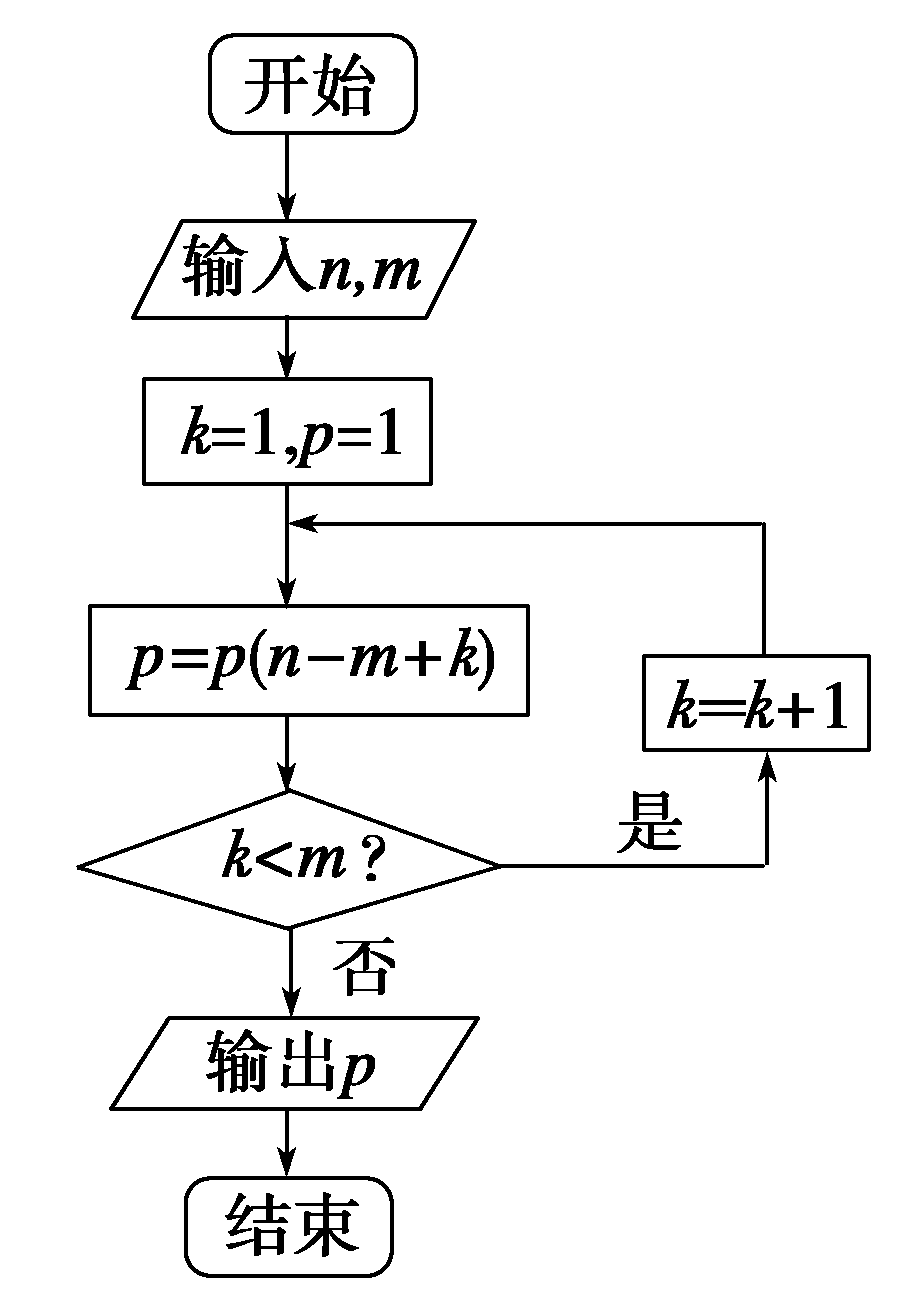 开始
输入n,m
k=1,p=1
p=p(n-m+k)
k=k+1
k<m?
是
否
输出p
结束